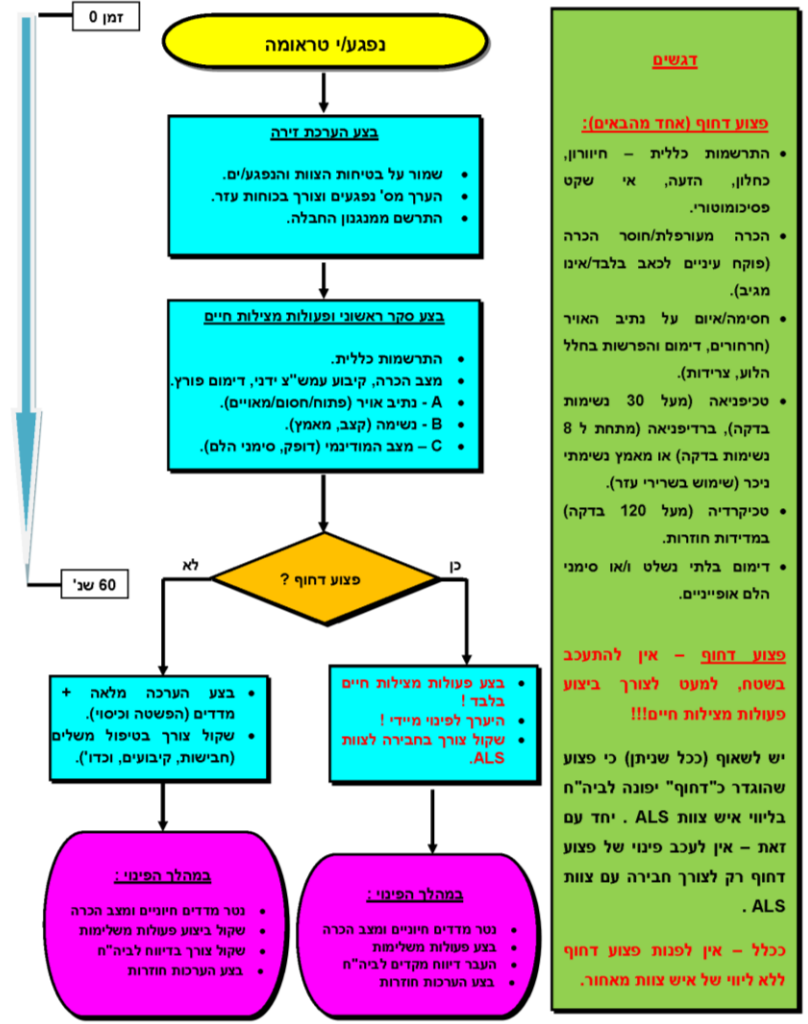 זמן 0
נפגע/י טראומה
בצע הערכת זירה
• שמור על בטיחות הצוות והנפגע/ים.
• הערך מס' נפגעים וצורך בכוחות עזר.
• התרשם ממנגנון החבלה.
בצע סקר ראשוני ופעולות מצילות חיים
• התרשמות כללית.
• מצב הכרה, קיבוע עמש"צ ידני, דימום פורץ.
• A - נתיב אויר (פתוח/חסום/מאויים).
• B - נשימה (קצב, מאמץ).
• C – מצב המודינמי (דופק, סימני הלם).
פצוע דחוף ?
כן
לא
60 שנ'
• בצע פעולות מצילות חיים
בלבד !
• היערך לפינוי מיידי !
• שקול צורך בחבירה לצוות
ALS.
• בצע הערכה מלאה +
מדדים (הפשטה וכיסוי).
• שקול צורך בטיפול משלים
(חבישות, קיבועים, וכדו').
במהלך הפינוי :
• נטר מדדים חיוניים ומצב הכרה
• בצע פעולות משלימות
• העבר דיווח מקדים לביה"ח
• בצע הערכות חוזרות
במהלך הפינוי :
• נטר מדדים חיוניים ומצב הכרה
• שקול ביצוע פעולות משלימות
• שקול צורך בדיווח לביה"ח
• בצע הערכות חוזרות
דגשים
פצוע דחוף (אחד מהבאים):
• התרשמות כללית – חיוורון,
כחלון, הזעה, אי שקט
פסיכומוטורי.
• הכרה מעורפלת/חוסר הכרה
(פוקח עיניים לכאב בלבד/אינו
מגיב).
• חסימה/איום על נתיב האויר
(חרחורים, דימום והפרשות בחלל
הלוע, צרידות).
• טכיפניאה (מעל 30 נשימות
בדקה), ברדיפניאה (מתחת ל 8
נשימות בדקה) או מאמץ נשימתי
ניכר (שימוש בשרירי עזר).
• טכיקרדיה (מעל 120 בדקה)
במדידות חוזרות.
• דימום בלתי נשלט ו/או סימני
הלם אופייניים.
פצוע דחוף – אין להתעכב
בשטח, למעט לצורך ביצוע
פעולות מצילות חיים!!!
יש לשאוף (ככל שניתן) כי פצוע
שהוגדר כ"דחוף" יפונה לביה"ח
בליווי איש צוות ALS . יחד עם
זאת – אין לעכב פינוי של פצוע
דחוף רק לצורך חבירה עם צוות
ALS .
ככלל – אין לפנות פצוע דחוף
ללא ליווי של איש צוות מאחור.